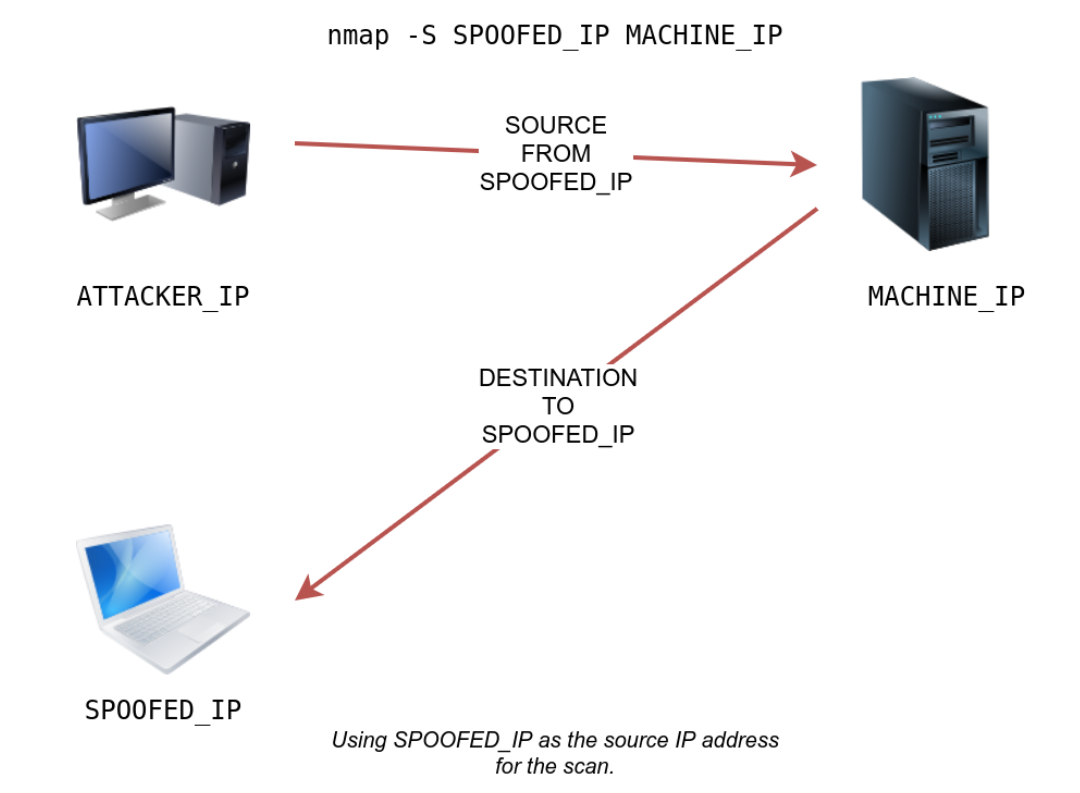 nmap -S SPOOFED_IP MACHINE_IP
SOURCE
FROM
SPOOFED_IP
ATTACKER_IP
MACHINE_IP
DESTINATION
TO
SPOOFED_IP
SPOOFED_IP
Using SPOOFED_IP as the source IP address
for the scan.